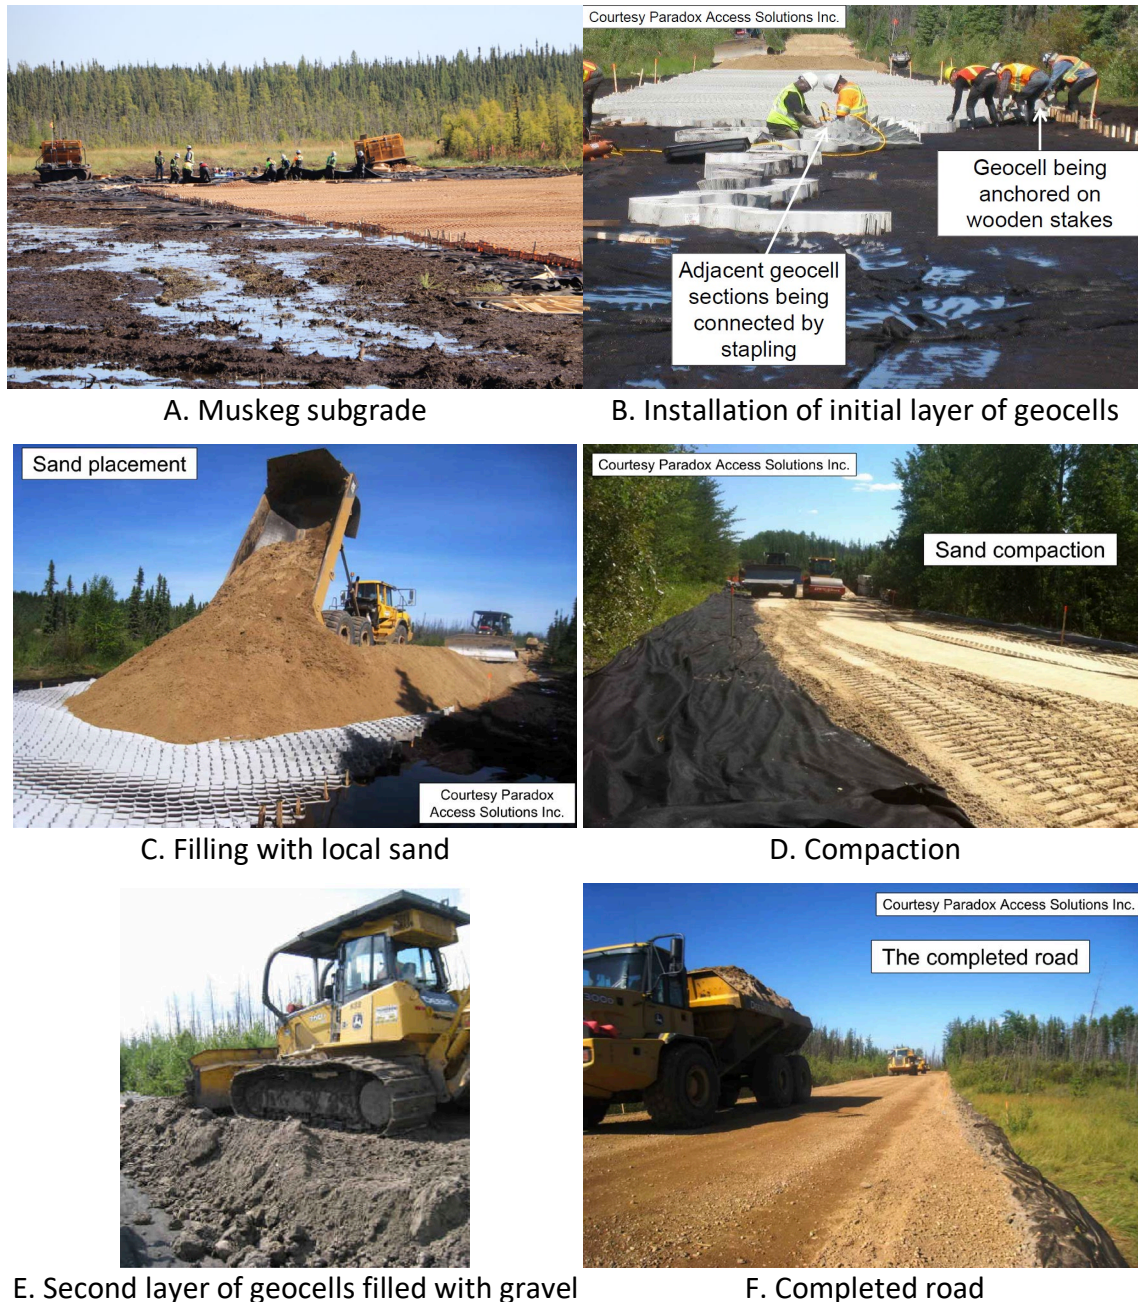 Courtesy Paradox Access Solutions Inc.
Geocell being
anchored on
wooden stakes
Adjacent geocell
sections being
connected by
stapling
A. Muskeg subgrade
B. Installation of initial layer of geocells
Sand placement
Courtesy Paradox
Access Solutions Inc.
Courtesy Paradox Access Solutions Inc.
Sand compaction
C. Filling with local sand
D. Compaction
Courtesy Paradox Access Solutions Inc.
The completed road
E. Second layer of geocells filled with gravel
F. Completed road